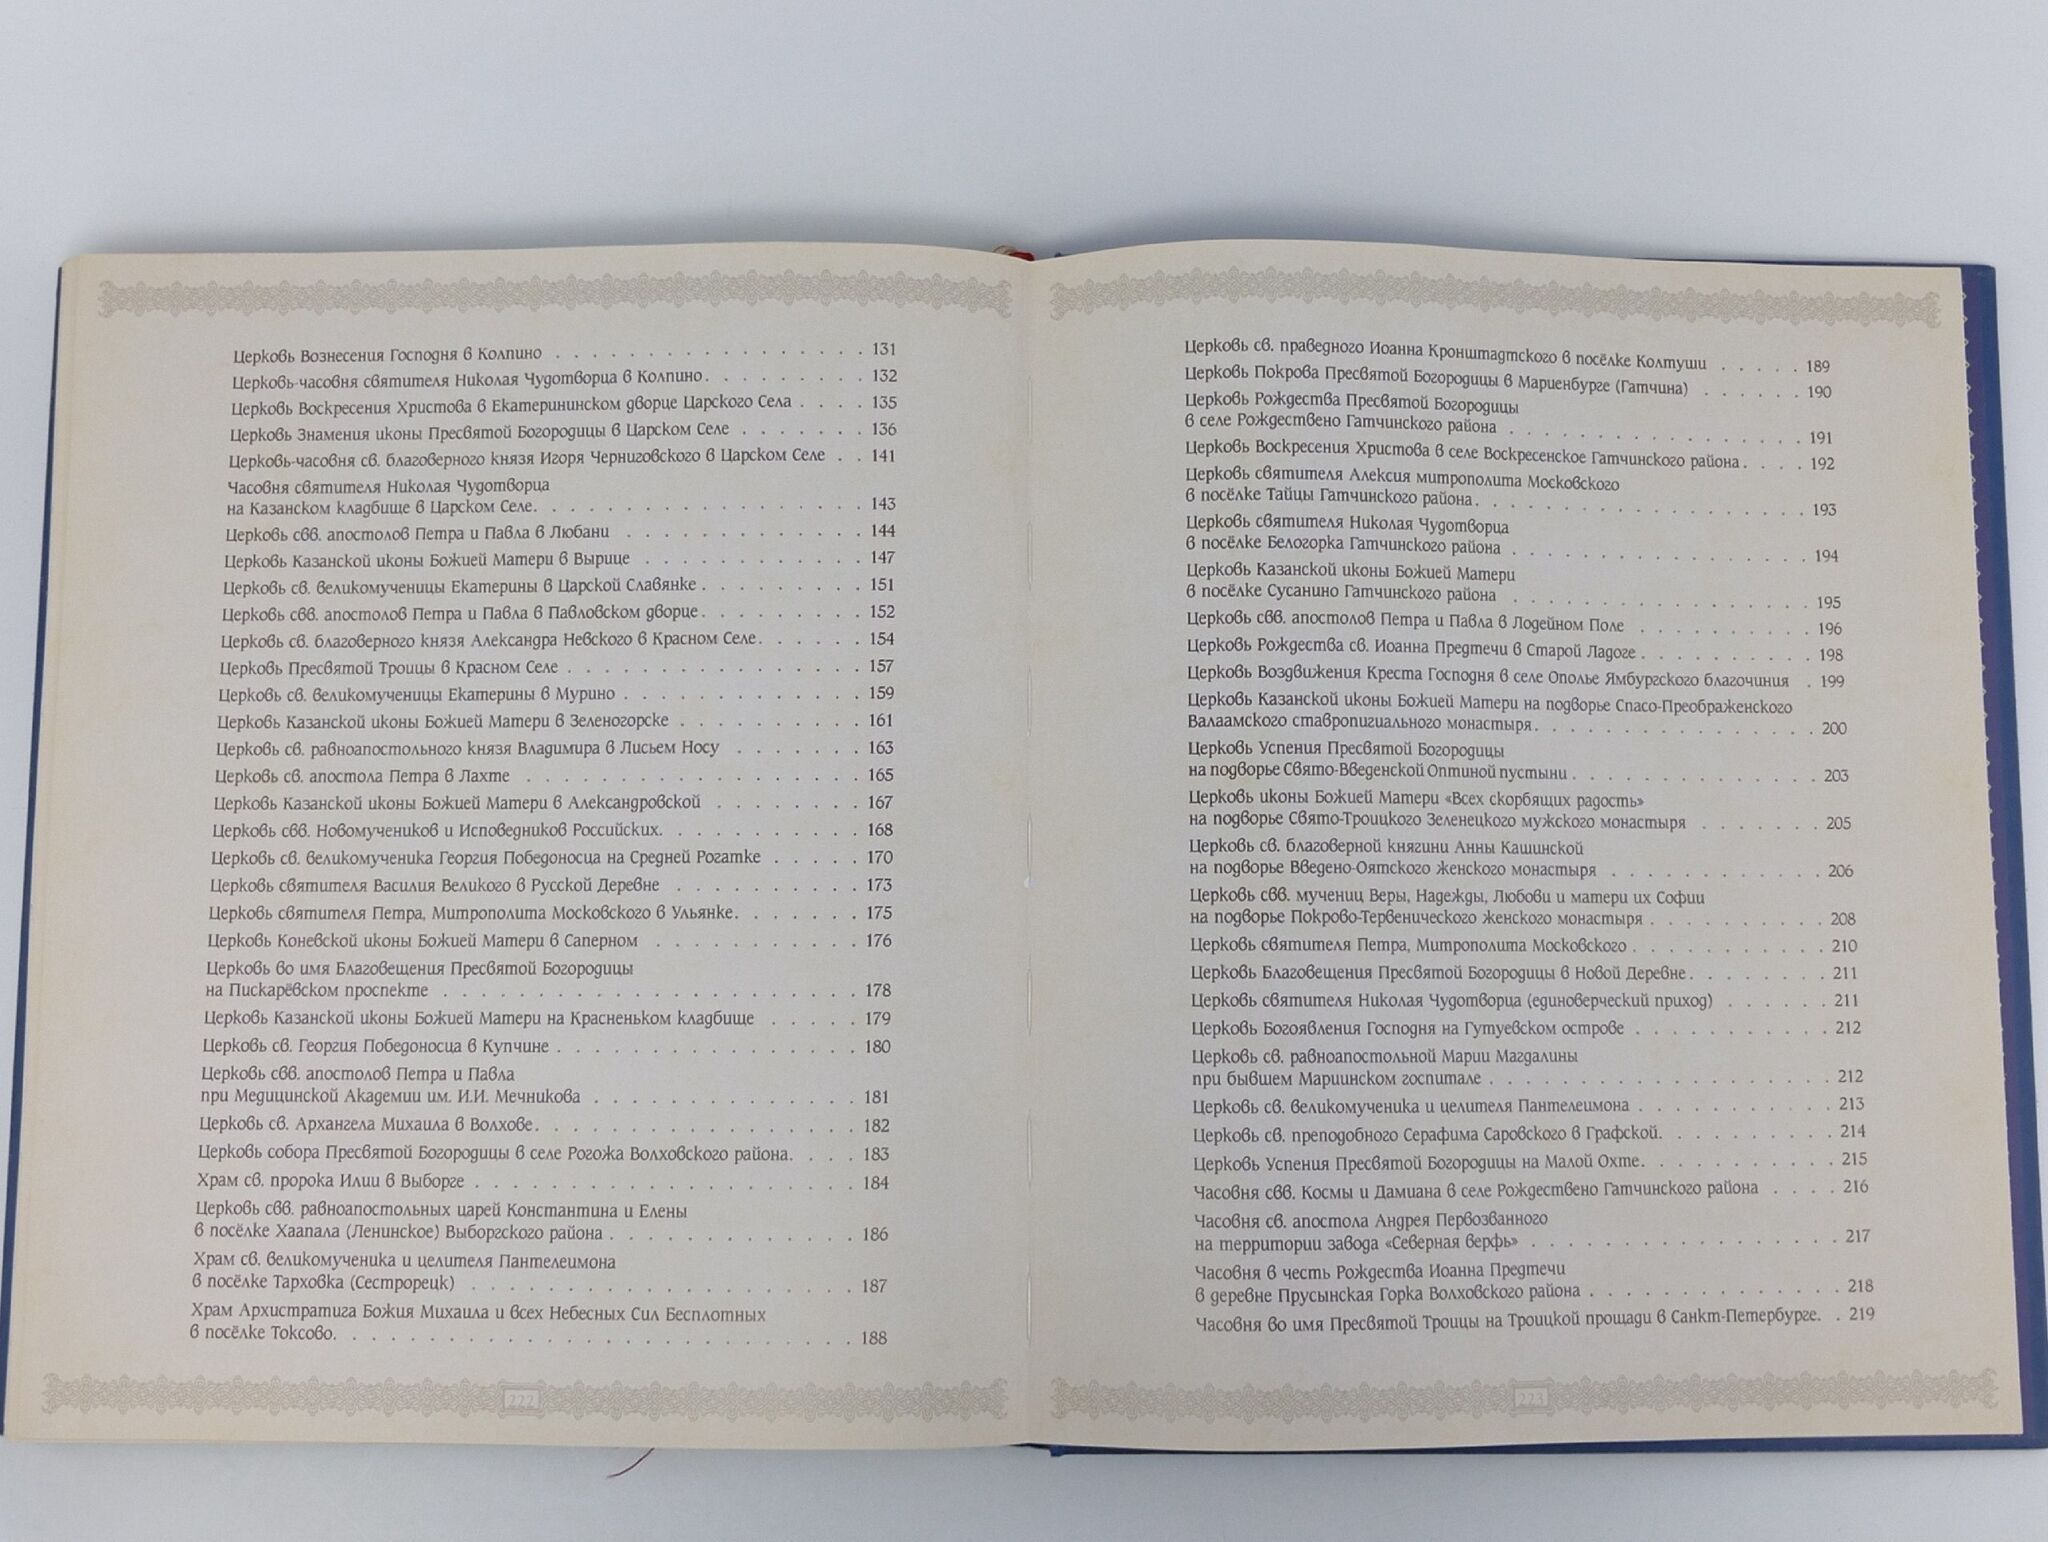 Церковь Вознесения Господня в Колпино . . . . . . . . . . . . . . . . . 131
Церковь-часовня святителя Николая Чудотворца в Колпино. . . . . . . . . 132
Церковь Воскресения Христова в Екатерининском дворце Царского Села . . . . 135
Церковь Знамения иконы Пресвятой Богородицы в Царском Селе . . . . . . . 136
Церковь-часовня св. благоверного князя Игоря Черниговского в Царском Селе . . 141
Часовня святителя Николая Чудотворца
на Казанском кладбище в Царском Селе. . . . . . . . . . . . . . . . . . 143
Церковь свв. апостолов Петра и Павла в Любани . . . . . . . . . . . . . 144
Церковь Казанской иконы Божией Матери в Вырице . . . . . . . . . . . . 147
Церковь св. великомученицы Екатерины в Царской Славянке . . . . . . . . . 151
Церковь свв. апостолов Петра и Павла в Павловском дворце. . . . . . . . . 152
Церковь св. благоверного князя Александра Невского в Красном Селе. . . . . . 154
Церковь Пресвятой Троицы в Красном Селе . . . . . . . . . . . . . . . . 157
Церковь св. великомученицы Екатерины в Мурино . . . . . . . . . . . . . 159
Церковь Казанской иконы Божией Матери в Зеленогорске . . . . . . . . . . 161
Церковь св. равноапостольного князя Владимира в Лисьем Носу . . . . . . . 163
Церковь св. апостола Петра в Лахте . . . . . . . . . . . . . . . . . . 165
Церковь Казанской иконы Божией Матери в Александровской . . . . . . . . 167
Церковь свв. Новомучеников и Исповедников Российских. . . . . . . . . . . 168
Церковь св. великомученика Георгия Победоносца на Средней Рогатке . . . . . 170
Церковь святителя Василия Великого в Русской Деревне . . . . . . . . . . 173
Церковь святителя Петра, Митрополита Московского в Ульянке. . . . . . . . 175
Церковь Коневской иконы Божией Матери в Саперном . . . . . . . . . . . 176
Церковь во имя Благовещения Пресвятой Богородицы
на Пискарёвском проспекте . . . . . . . . . . . . . . . . . . . . . . 178
Церковь Казанской иконы Божией Матери на Красненьком кладбище . . . . . 179
Церковь св. Георгия Победоносца в Купчине . . . . . . . . . . . . . . . . 180
Церковь свв. апостолов Петра и Павла
при Медицинской Академии им. И.И. Мечникова . . . . . . . . . . . . . . 181
Церковь св. Архангела Михаила в Волхове. . . . . . . . . . . . . . . . . 182
Церковь собора Пресвятой Богородицы в селе Рогожа Волховского района. . . . 183
Храм св. пророка Илии в Выборге . . . . . . . . . . . . . . . . . . . . 184
Церковь свв. равноапостольных царей Константина и Елены
в посёлке Хаапала (Ленинское) Выборгского района . . . . . . . . . . . . . 186
Храм св. великомученика и целителя Пантелеимона
в посёлке Тарховка (Сестрорецк) . . . . . . . . . . . . . . . . . . . . 187
Храм Архистратига Божия Михаила и всех Небесных Сил Бесплотных
в посёлке Токсово. . . . . . . . . . . . . . . . . . . . . . . . . . . 188
222
Церковь св. праведного Иоанна Кронштадтского в посёлке Колтуши . . . . . 189
Церковь Покрова Пресвятой Богородицы в Мариенбурге (Гатчина) . . . . . . 190
Церковь Рождества Пресвятой Богородицы
в селе Рождествено Гатчинского района . . . . . . . . . . . . . . . . . 191
Церковь Воскресения Христова в селе Воскресенское Гатчинского района . . . . 192
Церковь святителя Алексия митрополита Московского
в посёлке Тайцы Гатчинского района. . . . . . . . . . . . . . . . . . . 193
Церковь святителя Николая Чудотворца
в посёлке Белогорка Гатчинского района . . . . . . . . . . . . . . . . . 194
Церковь Казанской иконы Божией Матери
в посёлке Сусанино Гатчинского района . . . . . . . . . . . . . . . . . 195
Церковь свв. апостолов Петра и Павла в Лодейном Поле . . . . . . . . . . 196
Церковь Рождества св. Иоанна Предтечи в Старой Ладоге . . . . . . . . . . 198
Церковь Воздвижения Креста Господня в селе Ополье Ямбургского благочиния . 199
Церковь Казанской иконы Божией Матери на подворье Спасо-Преображенского
Валаамского ставропигиального монастыря. . . . . . . . . . . . . . . . . 200
Церковь Успения Пресвятой Богородицы
на подворье Свято-Введенской Оптиной пустыни . . . . . . . . . . . . . . 203
Церковь иконы Божией Матери «Всех скорбящих радость»
на подворье Свято-Троицкого Зеленецкого мужского монастыря . . . . . . . 205
Церковь св. благоверной княгини Анны Кашинской
на подворье Введено-Оятского женского монастыря . . . . . . . . . . . . 206
Церковь свв. мучениц Веры, Надежды, Любови и матери их Софии
на подворье Покрово-Тервенического женского монастыря . . . . . . . . . . 208
Церковь святителя Петра, Митрополита Московского . . . . . . . . . . . 210
Церковь Благовещения Пресвятой Богородицы в Новой Деревне . . . . . . . . 211
Церковь святителя Николая Чудотворца (единоверческий приход) . . . . . . 211
Церковь Богоявления Господня на Гутуевском острове . . . . . . . . . . . 212
Церковь св. равноапостольной Марии Магдалины
при бывшем Мариинском госпитале . . . . . . . . . . . . . . . . . . . 212
Церковь св. великомученика и целителя Пантелеимона . . . . . . . . . . . 213
Церковь св. преподобного Серафима Саровского в Графской. . . . . . . . . . 214
Церковь Успения Пресвятой Богородицы на Малой Охте. . . . . . . . . . . 215
Часовня свв. Космы и Дамиана в селе Рождествено Гатчинского района . . . . 216
Часовня св. апостола Андрея Первозванного
на территории завода «Северная верфь» . . . . . . . . . . . . . . . . . 217
Часовня в честь Рождества Иоанна Предтечи
в деревне Прусынская Горка Волховского района . . . . . . . . . . . . . . 218
Часовня во имя Пресвятой Троицы на Троицкой прощади в Санкт-Петербурге. . 219
223